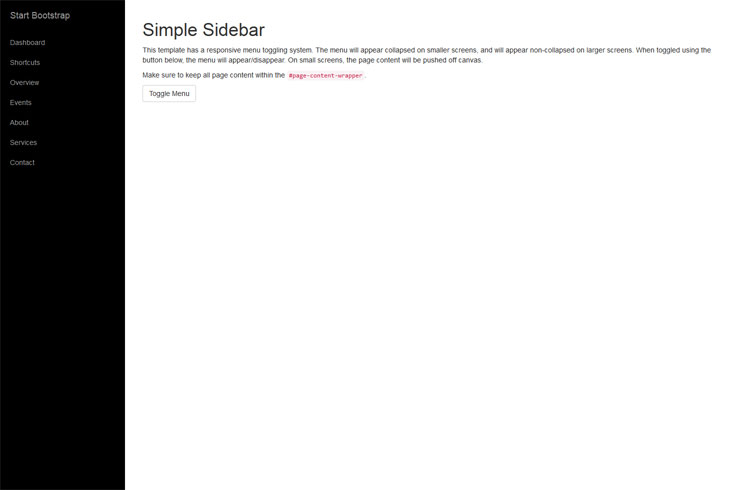 Start Bootstrap
Dashboard
Shortcuts
Overview
Events
About
Services
Contact
Simple Sidebar
This template has a responsive menu toggling system. The menu will appear collapsed on smaller screens, and will appear non-collapsed on larger screens. When toggled using the
button below, the menu will appear/disappear. On small screens, the page content will be pushed off canvas.
Make sure to keep all page content within the #page-content-wrapper.
Toggle Menu